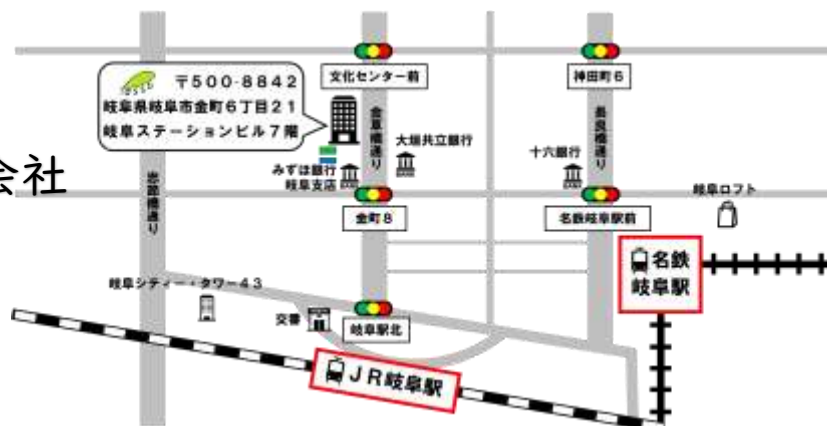 〒500-8842
岐阜県岐阜市金町6丁目21
岐阜ステーションビル7階
会社
文化センター前
神田町6
金華橋通り
長良橋通り
忠節橋通り
大垣共立銀行
みずほ銀行
岐阜支店
十六銀行
岐阜ロフト
金町8
名鉄岐阜駅前
名鉄
岐阜駅
岐阜シティー・タワー43
交番
岐阜駅北
JR岐阜駅